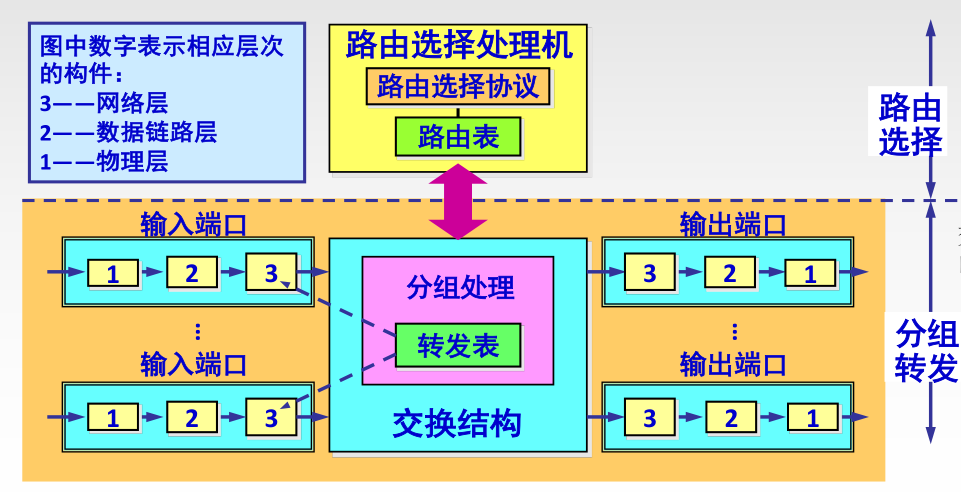 图中数字表示相应层次
的构件：
3——网络层
2——数据链路层
1——物理层
路由选择处理机
路由选择协议
路由表
路由
选择
输入端口
1
2
3
…
输入端口
1
2
3
分组处理
转发表
交换结构
输出端口
3
2
1
…
输出端口
3
2
1
分组
转发